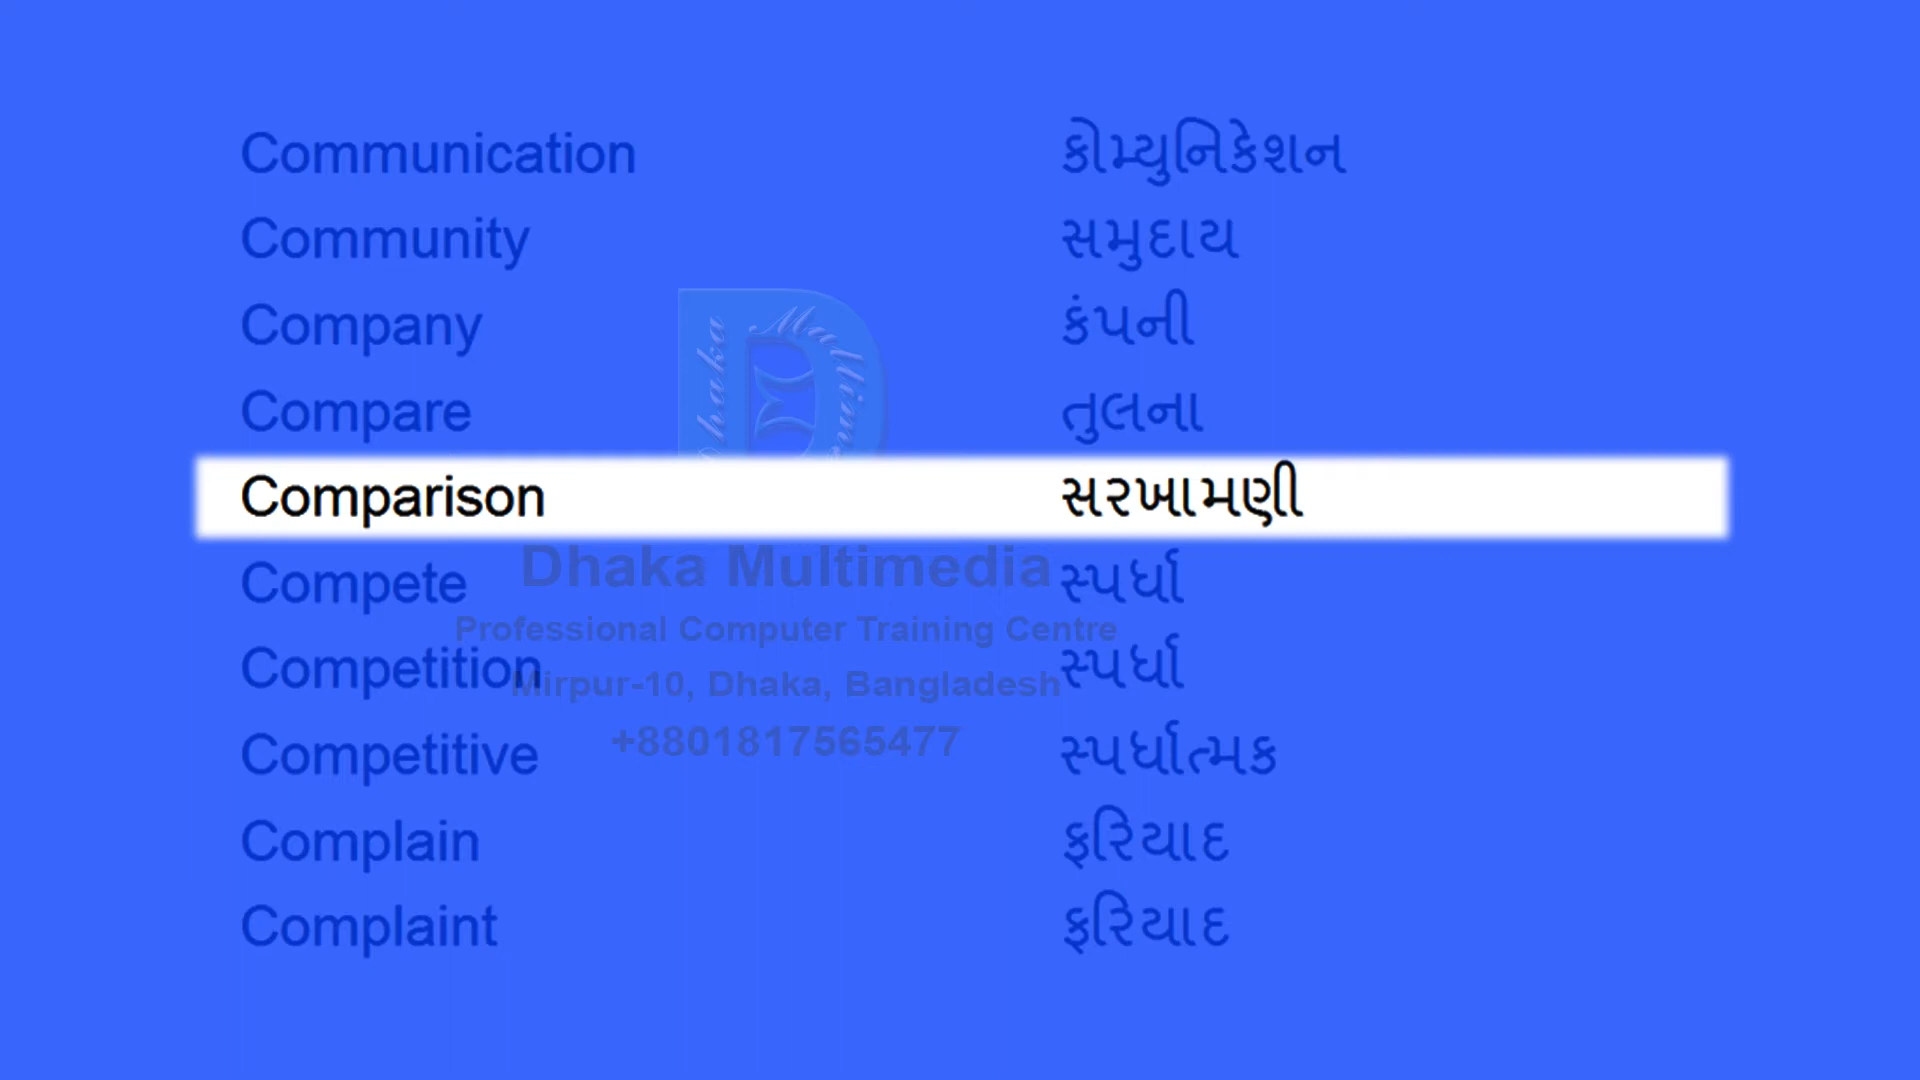 Communication કોમ્યુનિકેશન
Community સમુદાય
Company કંપની
Compare તુલના
Comparison સરખામણી
Compete સ્પર્ધા
Competition સ્પર્ધા
Competitive સ્પર્ધાત્મક
Complain ફરિયાદ
Complaint ફરિયાદ
Dhaka Multimedia
Professional Computer Training Centre
Mirpur-10, Dhaka, Bangladesh
+8801817565477